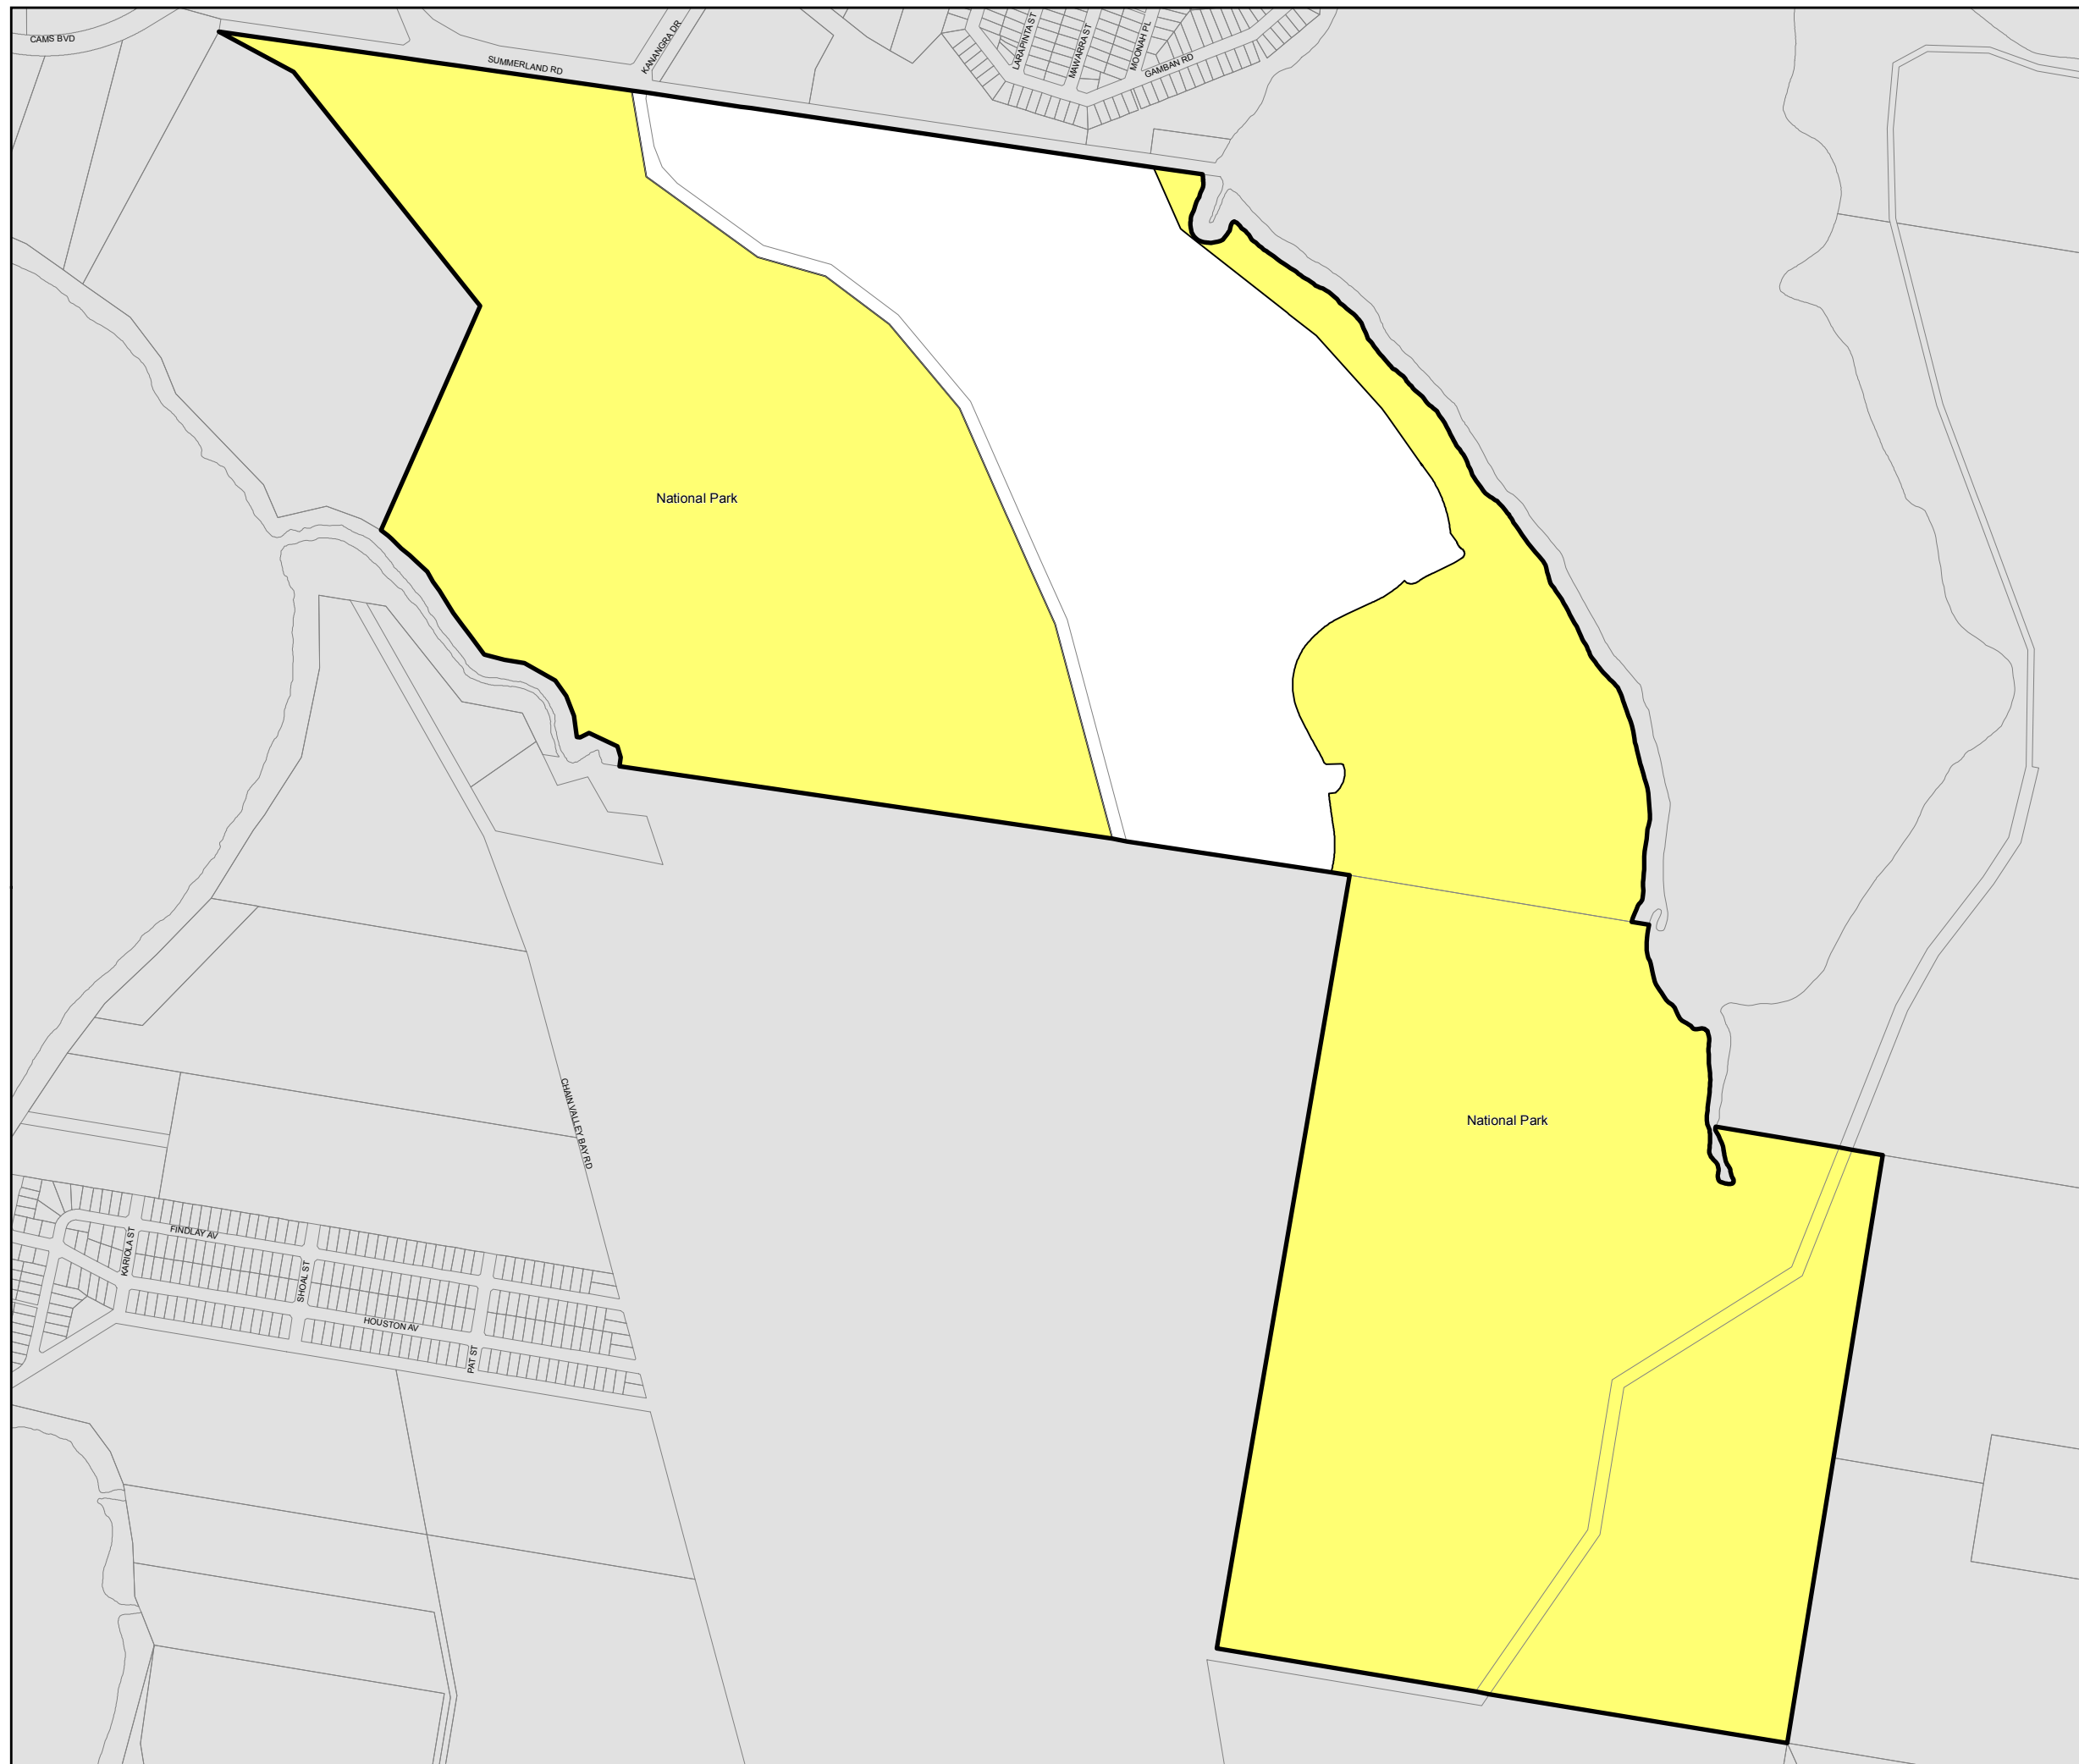 CAMS BVD
SUMMERLAND RD
KANANGRA DR
LARAPINTA ST
MAWARRA ST
MOONAH PL
GAMBAN RD
National Park
National Park
CHAIN VALLEY BAY RD
KARIOLA ST
FINDLAY AV
SHOAL ST
HOUSTON AV
PAT ST